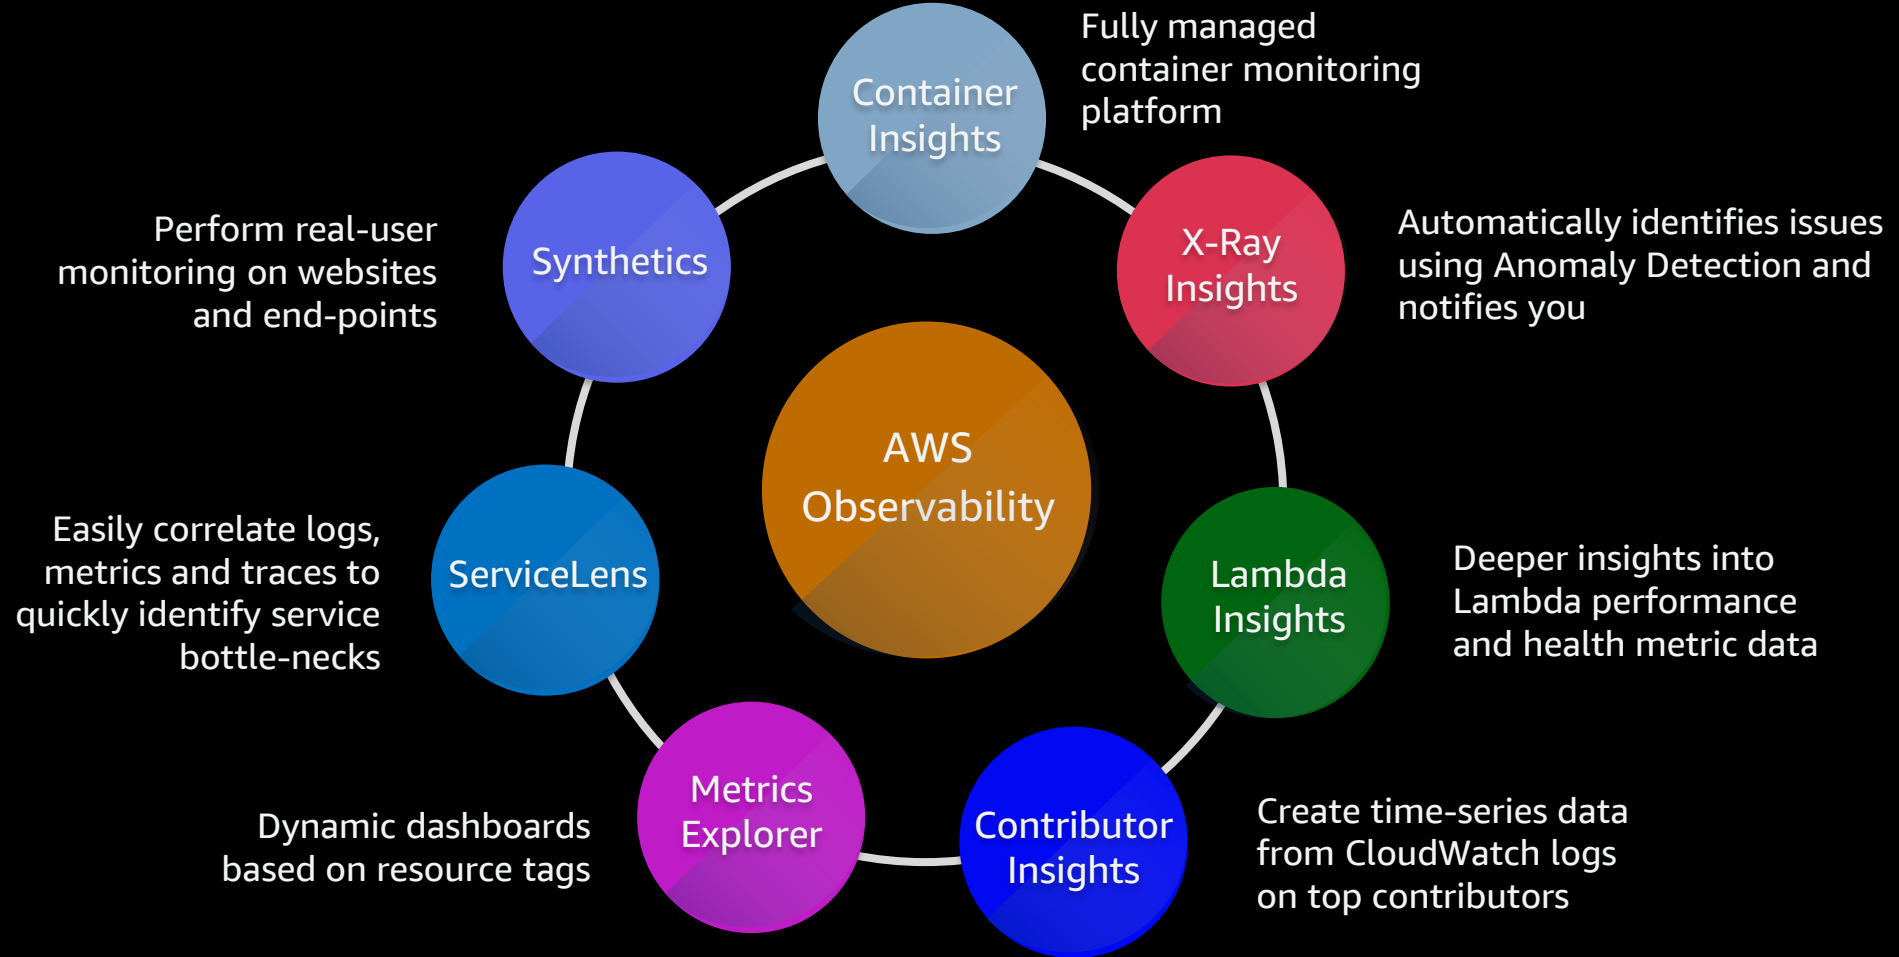 Container
Insights
Fully managed
container monitoring
platform
X-Ray
Insights
Automatically identifies issues
using Anomaly Detection and
notifies you
Lambda
Insights
Deeper insights into
Lambda performance
and health metric data
Contributor
Insights
Create time-series data
from CloudWatch logs
on top contributors
Metrics
Explorer
Dynamic dashboards
based on resource tags
ServiceLens
Easily correlate logs,
metrics and traces to
quickly identify service
bottle-necks
Synthetics
Perform real-user
monitoring on websites
and end-points
AWS
Observability